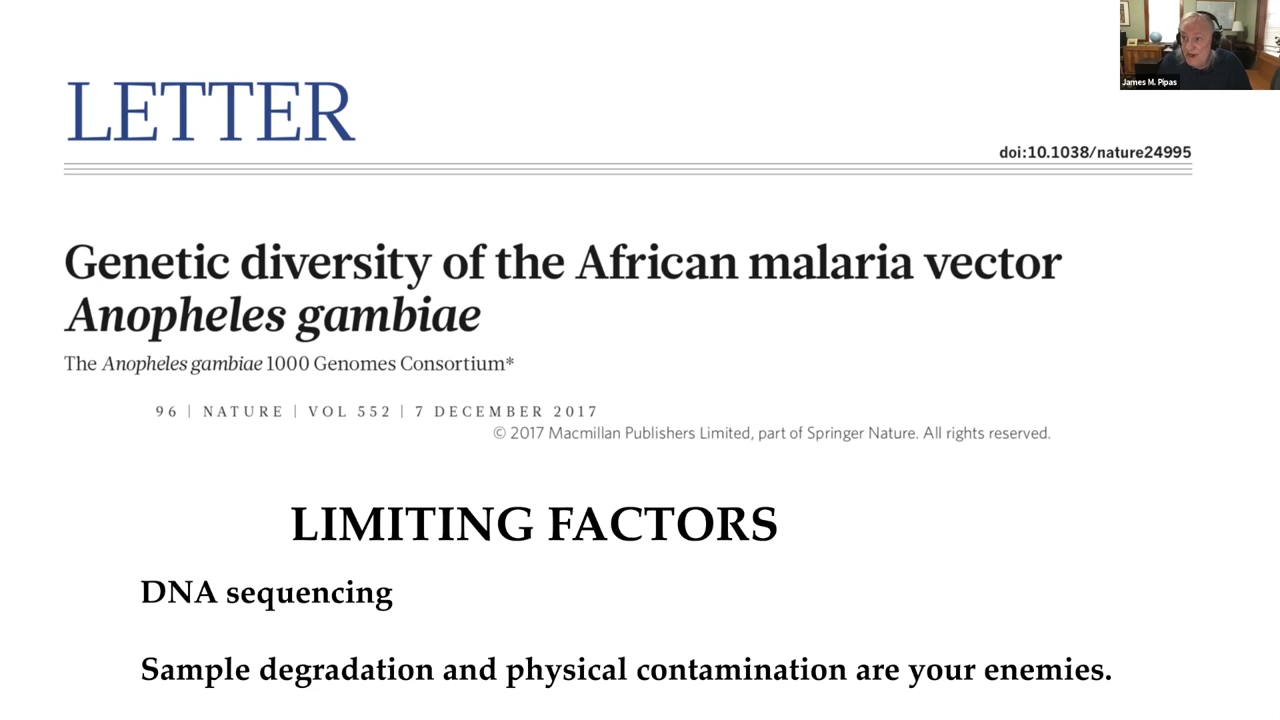 James M. Pipas
LETTER
doi:10.1038/nature24995
Genetic diversity of the African malaria vector
Anopheles gambiae
The Anopheles gambiae 1000 Genomes Consortium*
96 | NATURE | VOL 552 | 7 DECEMBER 2017
© 2017 Macmillan Publishers Limited, part of Springer Nature. All rights reserved.
LIMITING FACTORS
DNA sequencing
Sample degradation and physical contamination are your enemies.